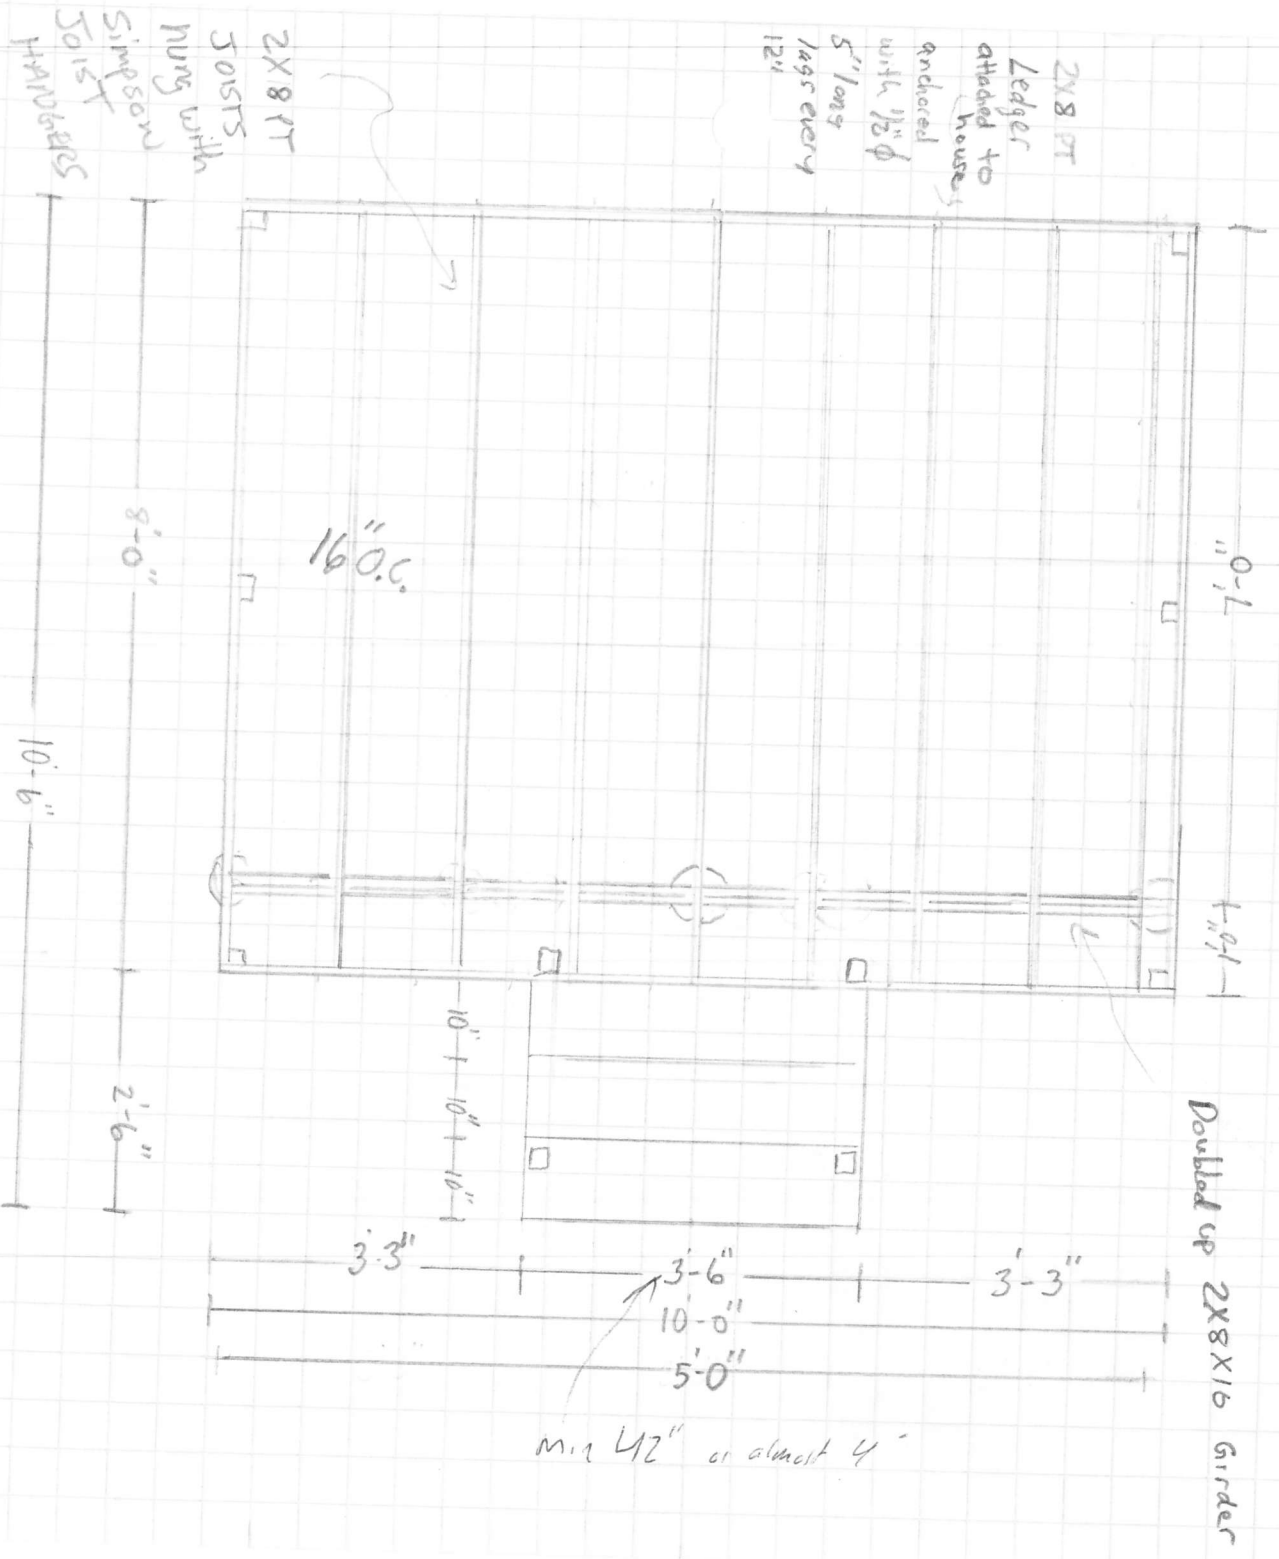 2X8 PT
JOISTS
hung with
Simpson
JOIST
HANGERS
2X8 PT
Ledger
attached to
house
anchored
with 1/2"ϕ
5" long
lags every
12"
16" O.C.
7'-0"
1'-0"
8'-0"
2'-6"
10'-6"
10"
10"
10"
Doubled up 2X8X10 Girder
3'-3"
3'-6"
3'-3"
10'-0"
5'-0"
Min 42" or almost 4'